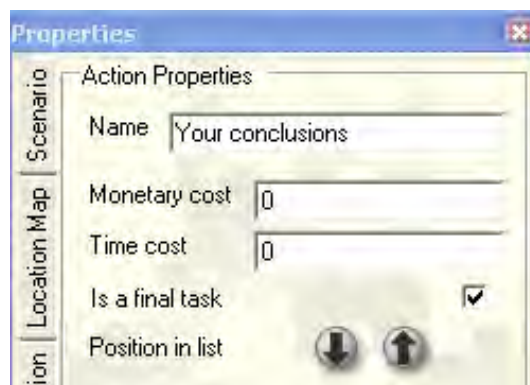 Properties
Scenario
Action Properties
Name Your conclusions
Location Map
Monetary cost 0
Time cost 0
Is a final task
Position in list